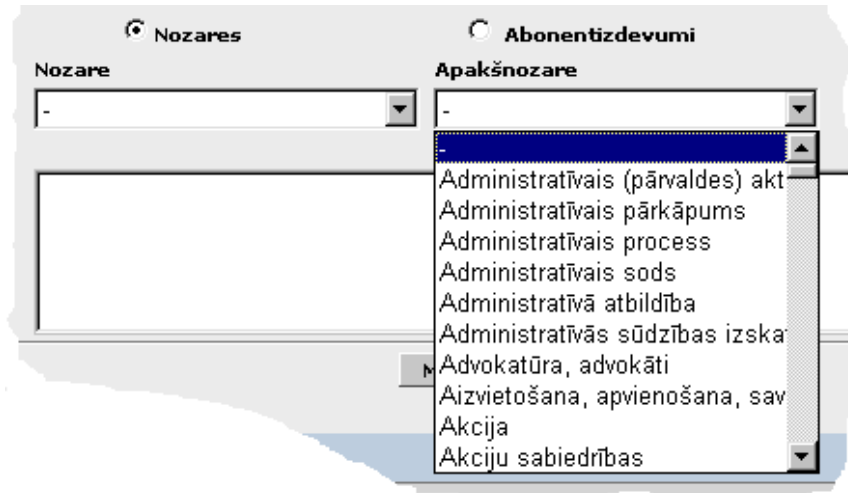 Nozares Abonentizdevumi
Nozare Apakšnozare
- -
-
Administratīvais (pārvaldes) akt
Administratīvais pārkāpums
Administratīvais process
Administratīvais sods
Administratīvā atbildība
Administratīvās sūdzības izska
Advokatūra, advokāti
Aizvietošana, apvienošana, sav
Akcija
Akciju sabiedrības